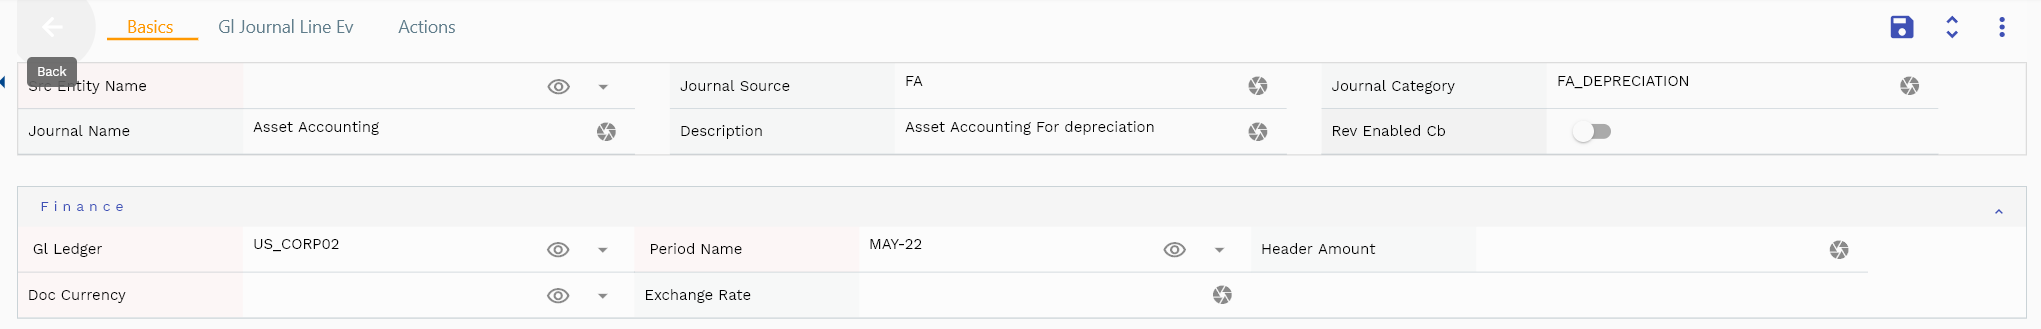 Basics Gl Journal Line Ev Actions
Back
Src Entity Name Journal Source FA Journal Category FA_DEPRECIATION
Journal Name Asset Accounting Description Asset Accounting For depreciation Rev Enabled Cb
Finance
Gl Ledger US_CORP02 Period Name MAY-22 Header Amount
Doc Currency Exchange Rate